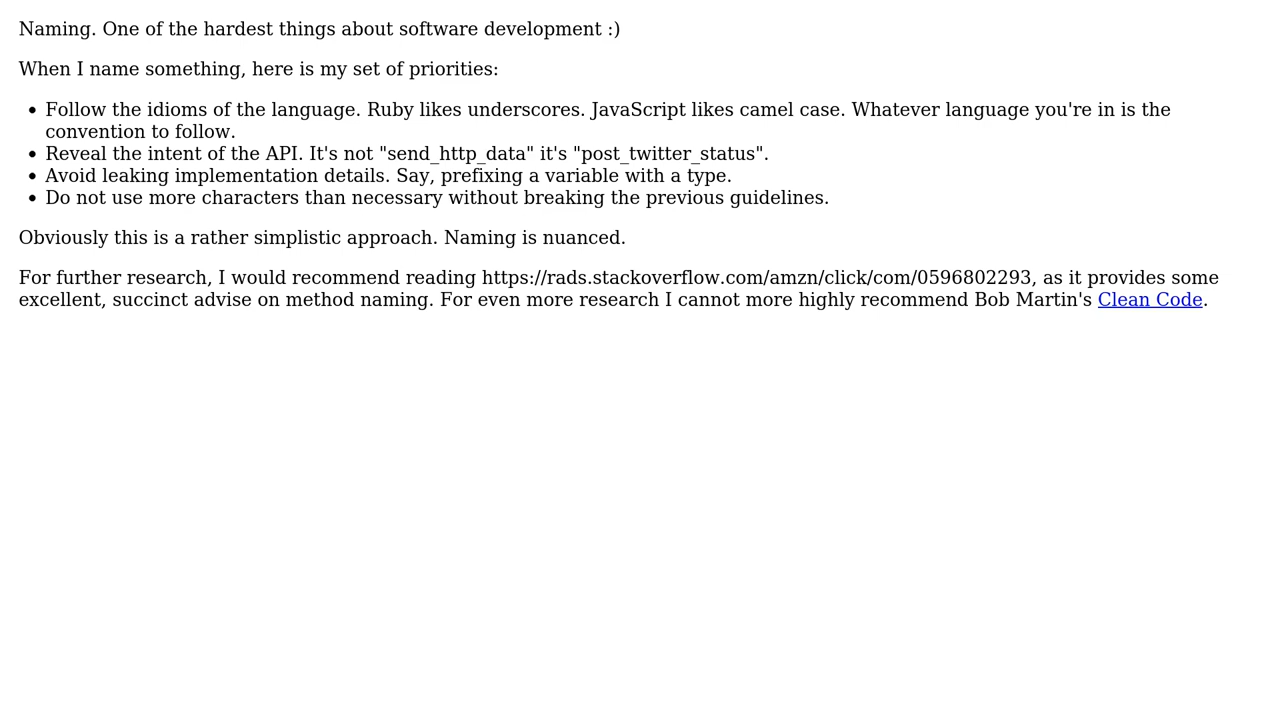 Naming. One of the hardest things about software development :)
When I name something, here is my set of priorities:
• Follow the idioms of the language. Ruby likes underscores. JavaScript likes camel case. Whatever language you're in is the
convention to follow.
• Reveal the intent of the API. It's not "send_http_data" it's "post_twitter_status".
• Avoid leaking implementation details. Say, prefixing a variable with a type.
• Do not use more characters than necessary without breaking the previous guidelines.
Obviously this is a rather simplistic approach. Naming is nuanced.
For further research, I would recommend reading https://rads.stackoverflow.com/amzn/click/com/0596802293, as it provides some
excellent, succinct advise on method naming. For even more research I cannot more highly recommend Bob Martin's Clean Code.